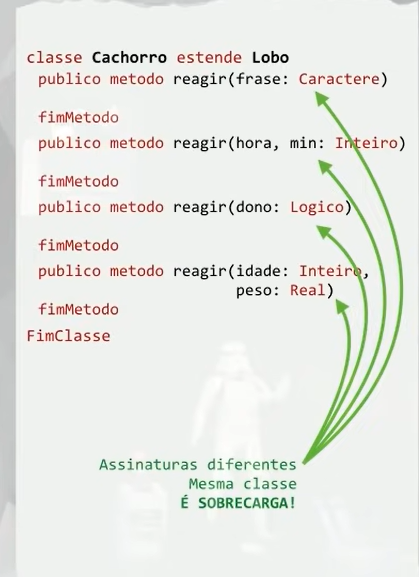 classe Cachorro estende Lobo
publico metodo reagir(frase: Caractere)
fimMetodo
publico metodo reagir(hora, min: Inteiro)
fimMetodo
publico metodo reagir(dono: Logico)
fimMetodo
publico metodo reagir(idade: Inteiro,
peso: Real)
fimMetodo
FimClasse
Assinaturas diferentes
Mesma classe
É SOBRECARGA!